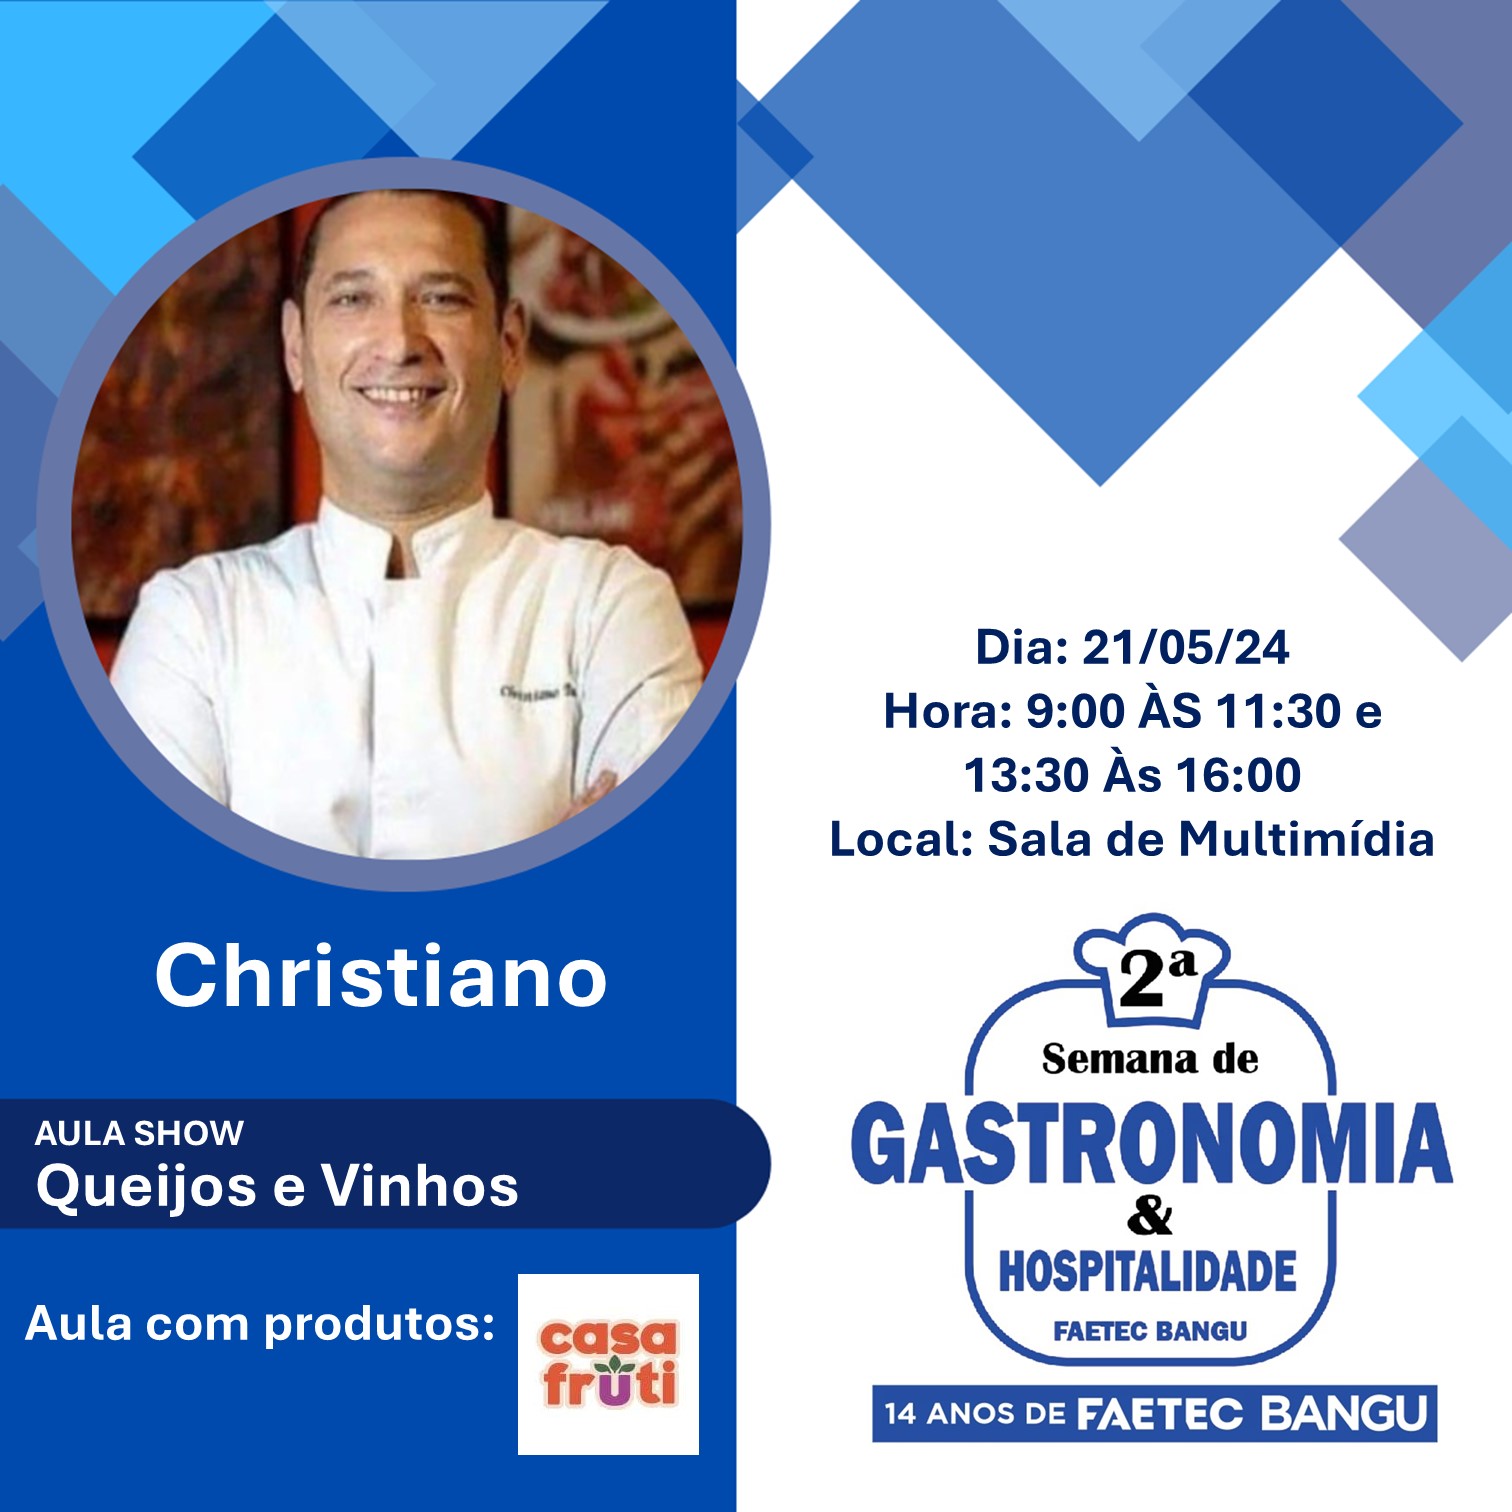 Christiano
Christiano
AULA SHOW
Queijos e Vinhos
Aula com produtos:
casa
fruti
Dia: 21/05/24
Hora: 9:00 ÀS 11:30 e
13:30 Às 16:00
Local: Sala de Multimídia
2ª
Semana de
GASTRONOMIA
&
HOSPITALIDADE
FAETEC BANGU
14 ANOS DE FAETEC BANGU